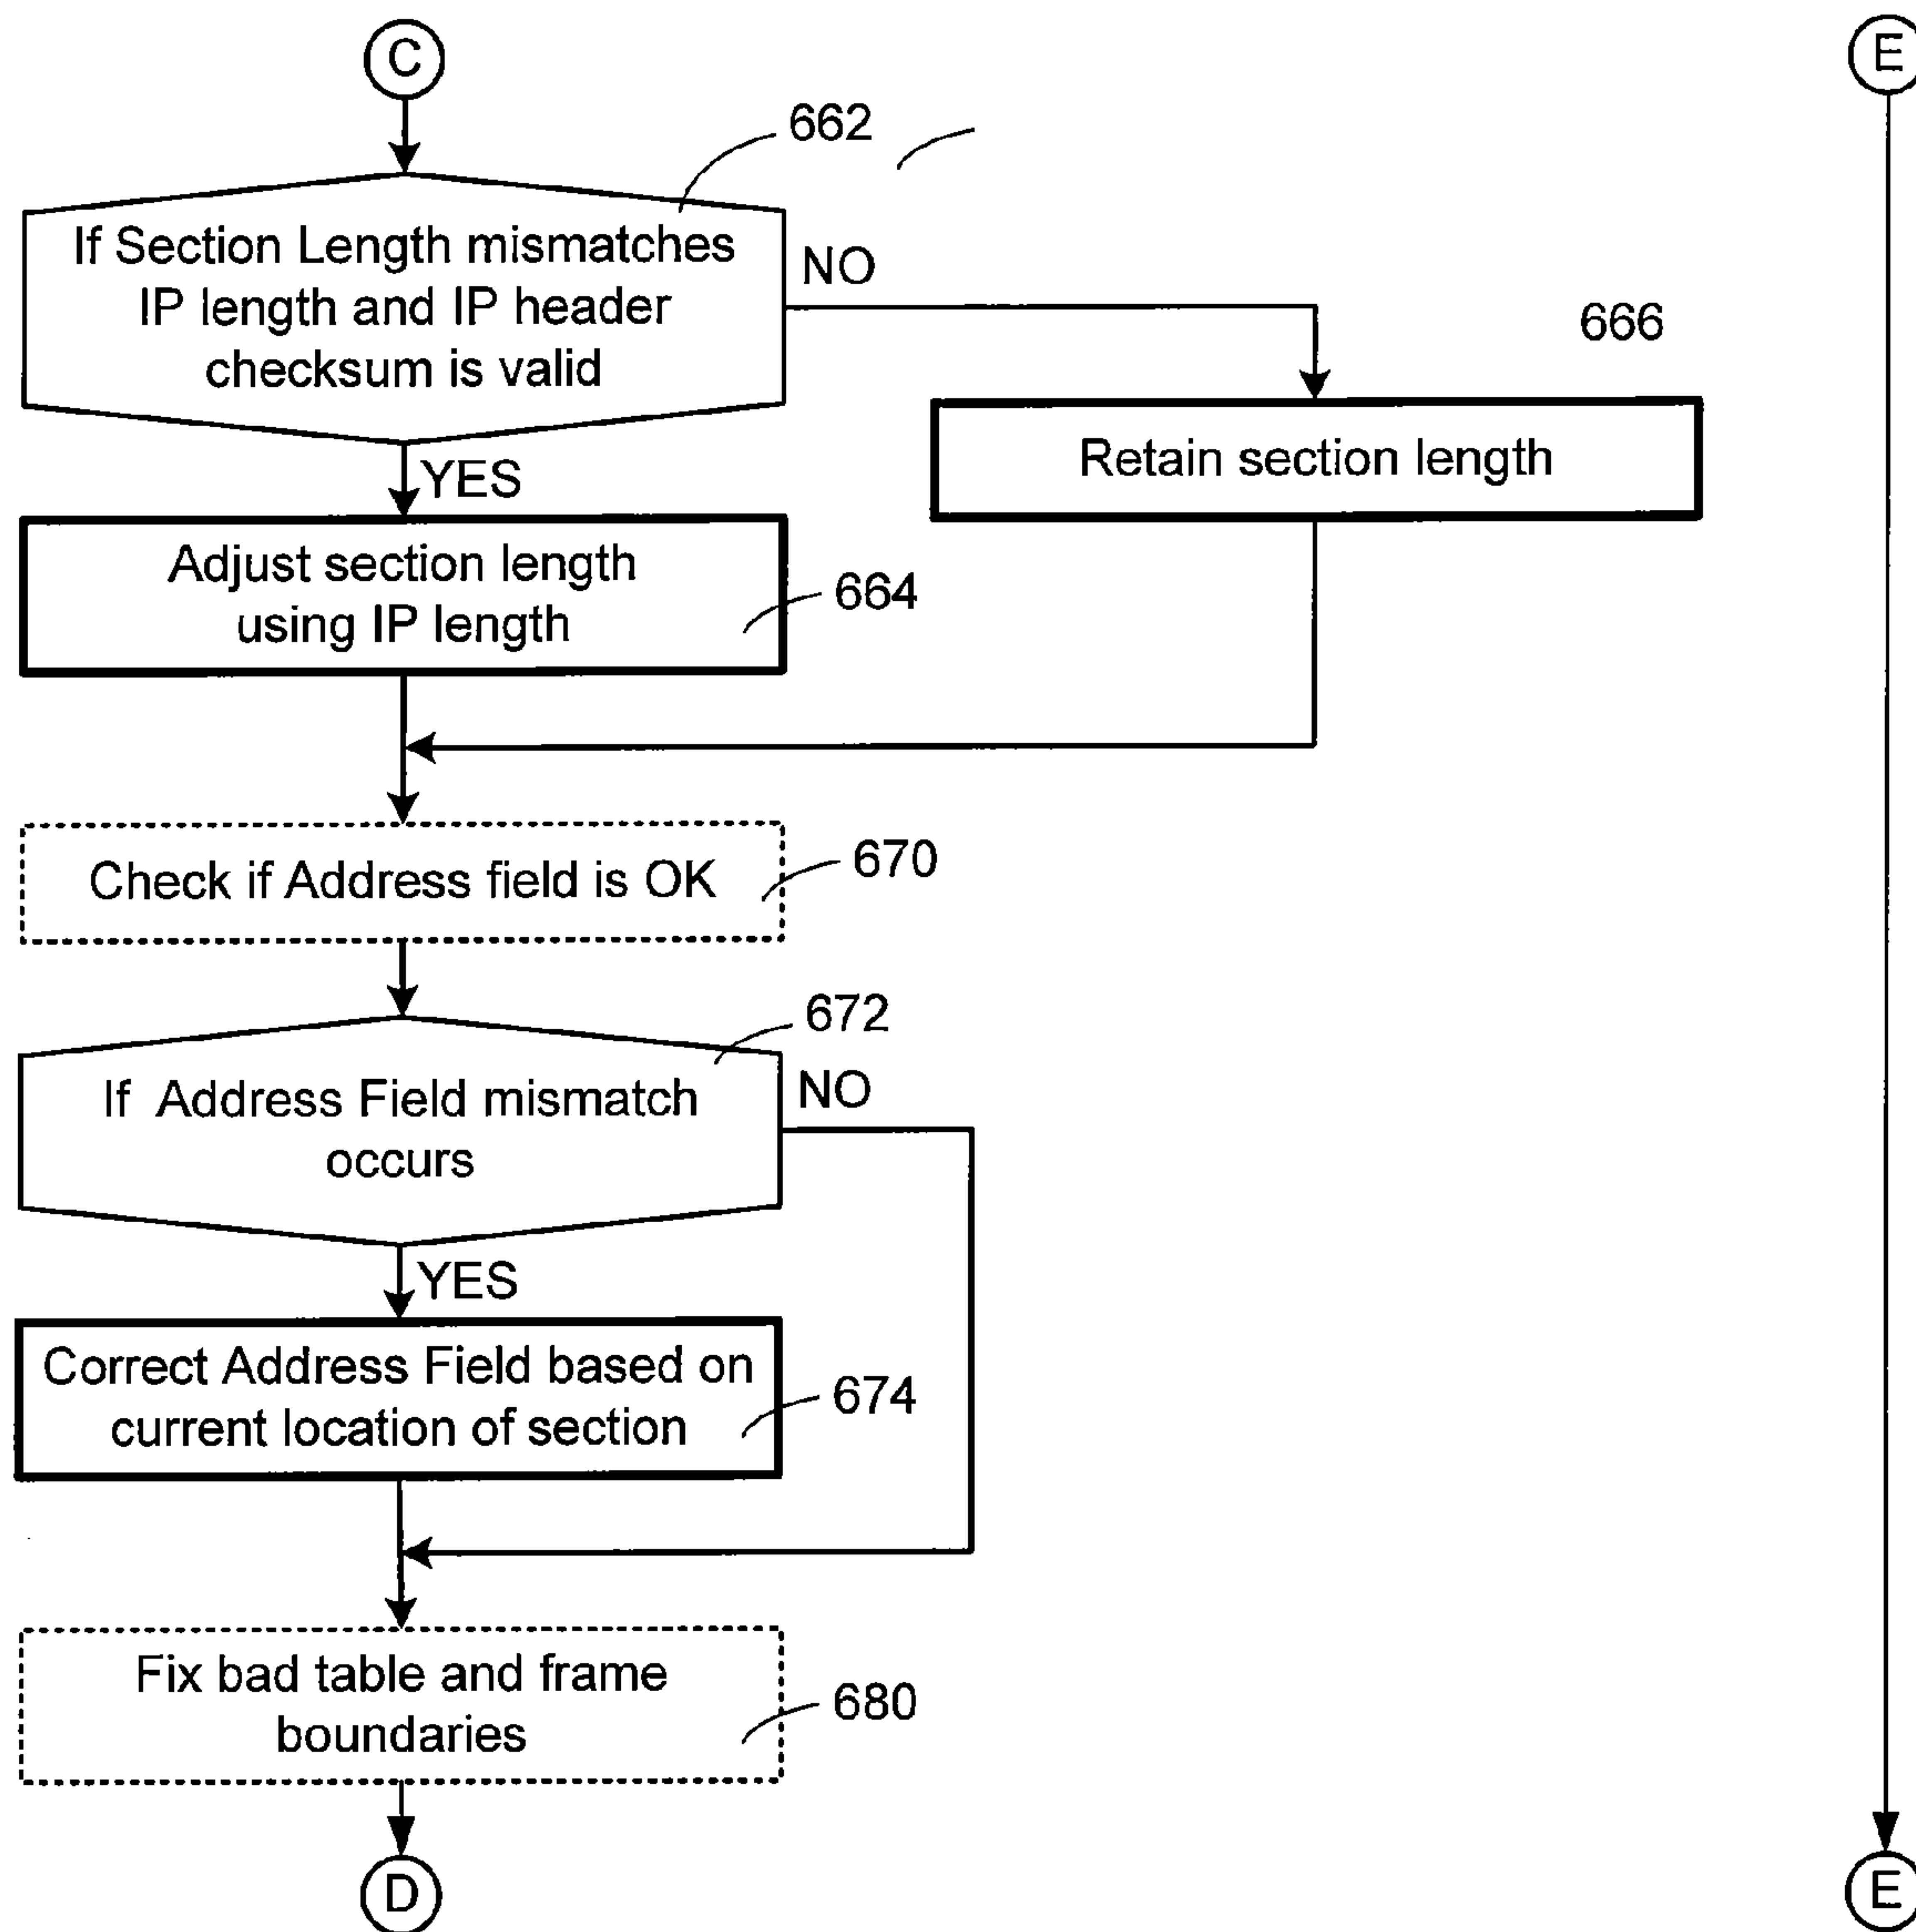 C
E
662
If Section Length mismatches
IP length and IP header
checksum is valid
NO
666
Retain section length
YES
Adjust section length
using IP length
664
Check if Address field is OK
670
672
If Address Field mismatch
occurs
NO
YES
Correct Address Field based on
current location of section
674
Fix bad table and frame
boundaries
680
D
E